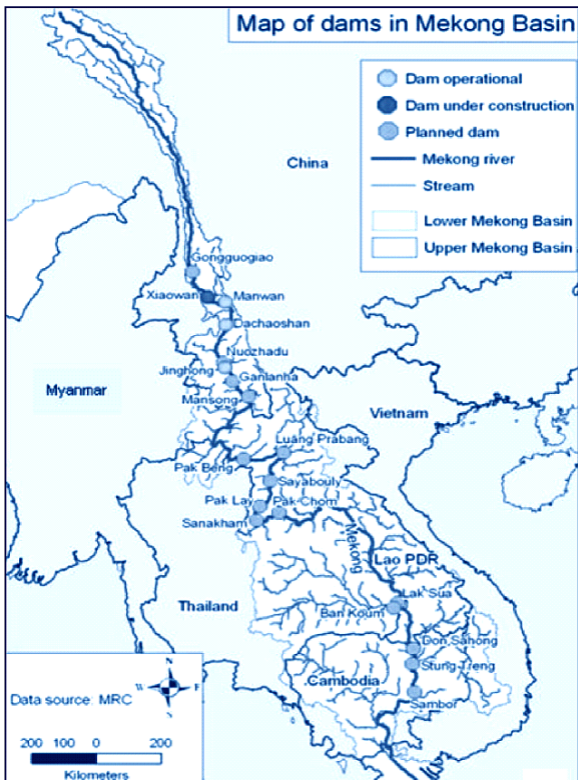 Map of dams in Mekong Basin
Dam operational
Dam under construction
Planned dam
Mekong river
Stream
Lower Mekong Basin
Upper Mekong Basin
China
Gongguogiao
Xiaowan
Manwan
Dachaoshan
Nuozhadu
Jinghong
Ganlanha
Mansong
Myanmar
Vietnam
Luang Prabang
Pak Beng
Sayabouly
Pak Lay
Pak Chom
Sanakham
Mekong
Lao PDR
Lak Sua
Thailand
Ban Koum
Don Sahong
Stung Treng
Cambodia
Sambor
N
W
E
S
Data source: MRC
200 100 0 200
Kilometers